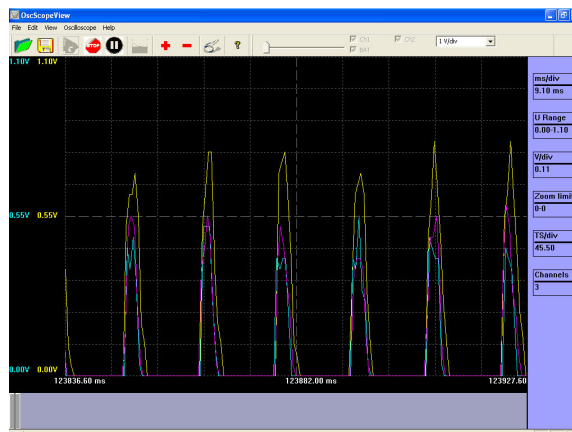 OscScopeView
File Edit View Oscilloscope Help
STOP ? Ch1 Ch2 1 V/div
BA1
1.10V 1.10V
ms/div
9.10 ms
U Range
0.00-1.10
V/div
0.11
Zoom limit
0-0
0.55V 0.55V
TS/div
45.50
Channels
3
0.00V 0.00V
123836.60 ms 123882.00 ms 123927.60